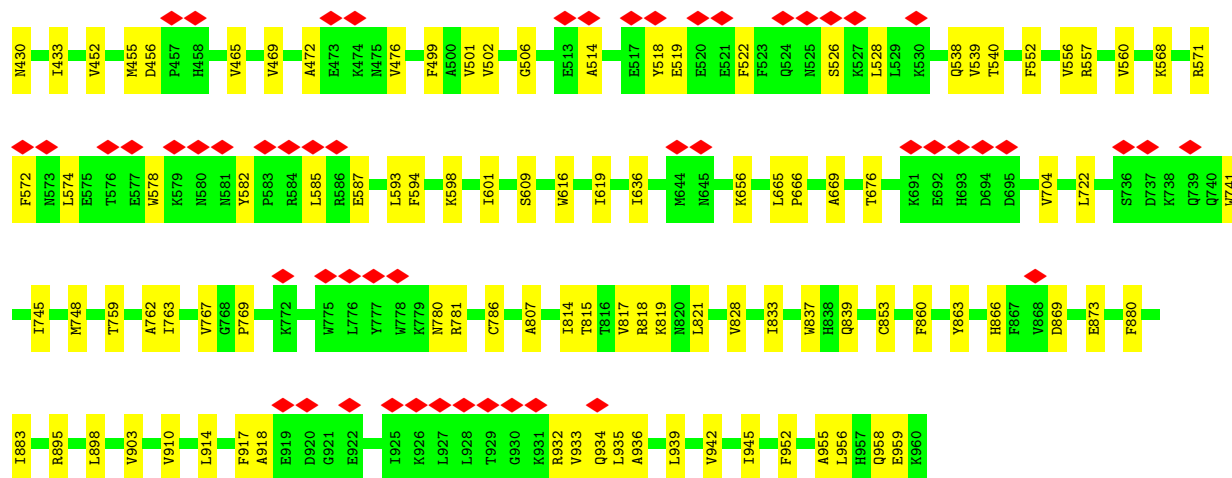 N430 I433 V452 M455 D456 P457 H458 V465 V469 A472 E473 K474 N475 V476 F499 A500 V501 V502 G506 E513 A514 E517 Y518 E519 E520 E521 F522 F523 Q524 N525 S526 K527 L528 L529 K530 Q538 V539 T540 F552 V556 R557 V560 K568 R571
F572 N573 L574 E575 T576 E577 W578 K579 N580 N581 Y582 P583 R584 L585 R586 E587 L593 F594 K598 I601 S609 W616 I619 I636 M644 N645 K656 L665 P666 A669 T676 K691 E692 H693 D694 D695 V704 L722 S736 D737 K738 Q739 Q740 W741
I745 M748 T759 A762 I763 V767 G768 P769 K772 W775 L776 Y777 W778 K779 N780 R781 C786 A807 I814 T815 T816 V817 R818 K819 N820 L821 V828 I833 W837 H838 Q839 C853 F860 Y863 H866 F867 V868 D869 E873 F880
I883 R895 L898 V903 V910 L914 F917 A918 E919 D920 G921 E922 I925 K926 L927 L928 T929 G930 K931 R932 V933 Q934 L935 A936 L939 V942 I945 F952 A955 L956 H957 Q958 E959 K960